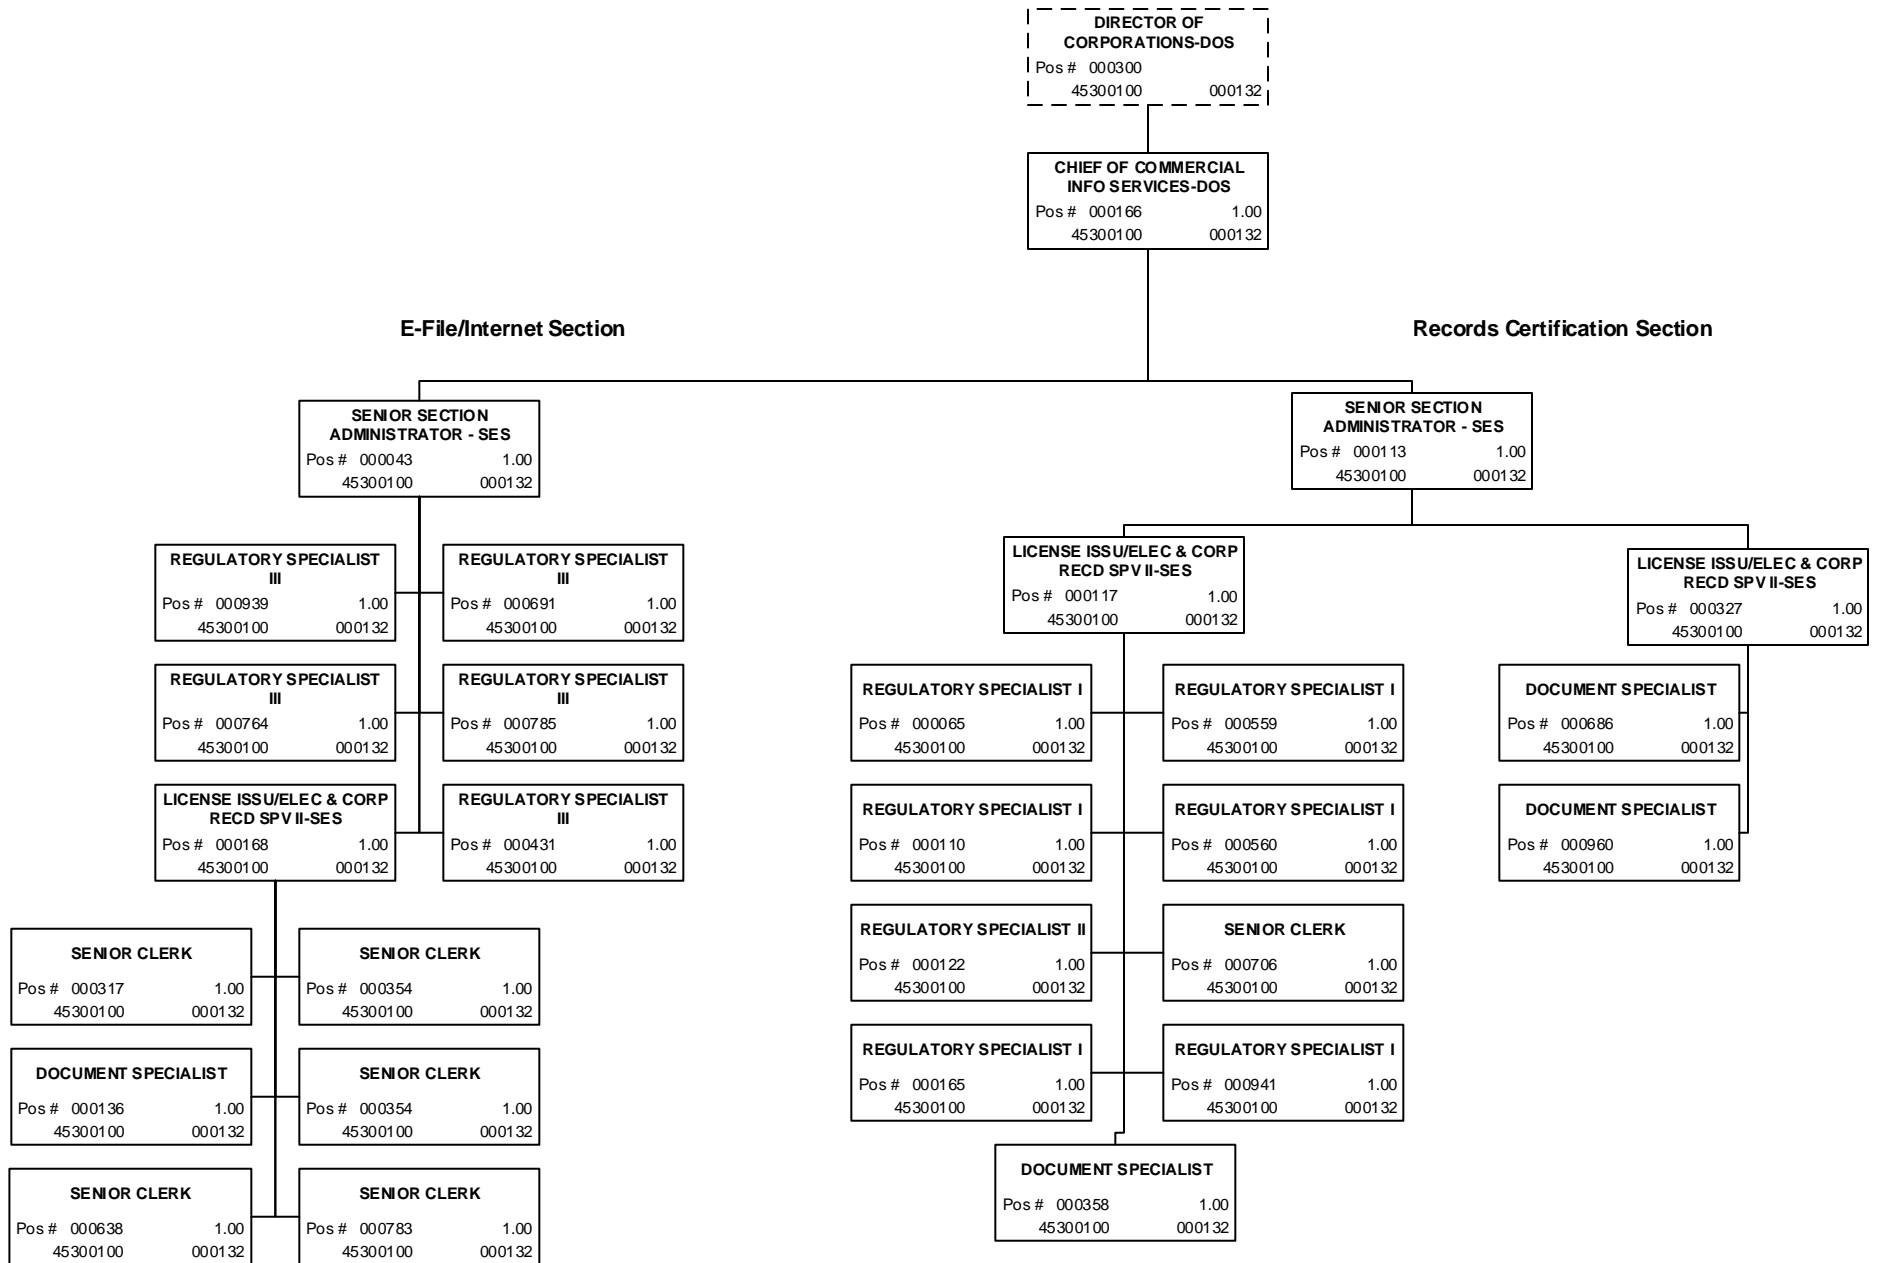 DIRECTOR OF
CORPORATIONS-DOS
Pos # 000300
45300100 000132
CHIEF OF COMMERCIAL
INFO SERVICES-DOS
Pos # 000166 1.00
45300100 000132
E-File/Internet Section
Records Certification Section
SENIOR SECTION
ADMINISTRATOR - SES
Pos # 000043 1.00
45300100 000132
REGULATORY SPECIALIST
III
Pos # 000939 1.00
45300100 000132
REGULATORY SPECIALIST
III
Pos # 000691 1.00
45300100 000132
REGULATORY SPECIALIST
III
Pos # 000764 1.00
45300100 000132
REGULATORY SPECIALIST
III
Pos # 000785 1.00
45300100 000132
LICENSE ISSU/ELEC & CORP
RECD SPV II-SES
Pos # 000168 1.00
45300100 000132
REGULATORY SPECIALIST
III
Pos # 000431 1.00
45300100 000132
SENIOR CLERK
Pos # 000317 1.00
45300100 000132
SENIOR CLERK
Pos # 000354 1.00
45300100 000132
DOCUMENT SPECIALIST
Pos # 000136 1.00
45300100 000132
SENIOR CLERK
Pos # 000354 1.00
45300100 000132
SENIOR CLERK
Pos # 000638 1.00
45300100 000132
SENIOR CLERK
Pos # 000783 1.00
45300100 000132
SENIOR SECTION
ADMINISTRATOR - SES
Pos # 000113 1.00
45300100 000132
LICENSE ISSU/ELEC & CORP
RECD SPV II-SES
Pos # 000117 1.00
45300100 000132
REGULATORY SPECIALIST I
Pos # 000065 1.00
45300100 000132
REGULATORY SPECIALIST I
Pos # 000559 1.00
45300100 000132
REGULATORY SPECIALIST I
Pos # 000110 1.00
45300100 000132
REGULATORY SPECIALIST I
Pos # 000560 1.00
45300100 000132
REGULATORY SPECIALIST II
Pos # 000122 1.00
45300100 000132
SENIOR CLERK
Pos # 000706 1.00
45300100 000132
REGULATORY SPECIALIST I
Pos # 000165 1.00
45300100 000132
REGULATORY SPECIALIST I
Pos # 000941 1.00
45300100 000132
DOCUMENT SPECIALIST
Pos # 000358 1.00
45300100 000132
LICENSE ISSU/ELEC & CORP
RECD SPV II-SES
Pos # 000327 1.00
45300100 000132
DOCUMENT SPECIALIST
Pos # 000686 1.00
45300100 000132
DOCUMENT SPECIALIST
Pos # 000960 1.00
45300100 000132